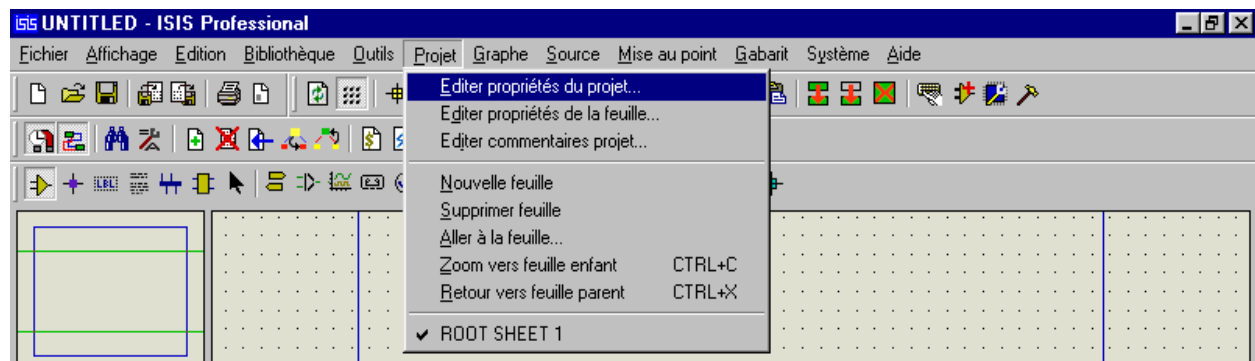 ISIS UNTITLED - ISIS Professional
Fichier Affichage Edition Bibliothèque Outils Projet Graphe Source Mise au point Gabarit Système Aide
Editer propriétés du projet...
Editer propriétés de la feuille...
Editer commentaires projet...
LBL
Nouvelle feuille
Supprimer feuille
Aller à la feuille...
Zoom vers feuille enfant CTRL+C
Retour vers feuille parent CTRL+X
ROOT SHEET 1